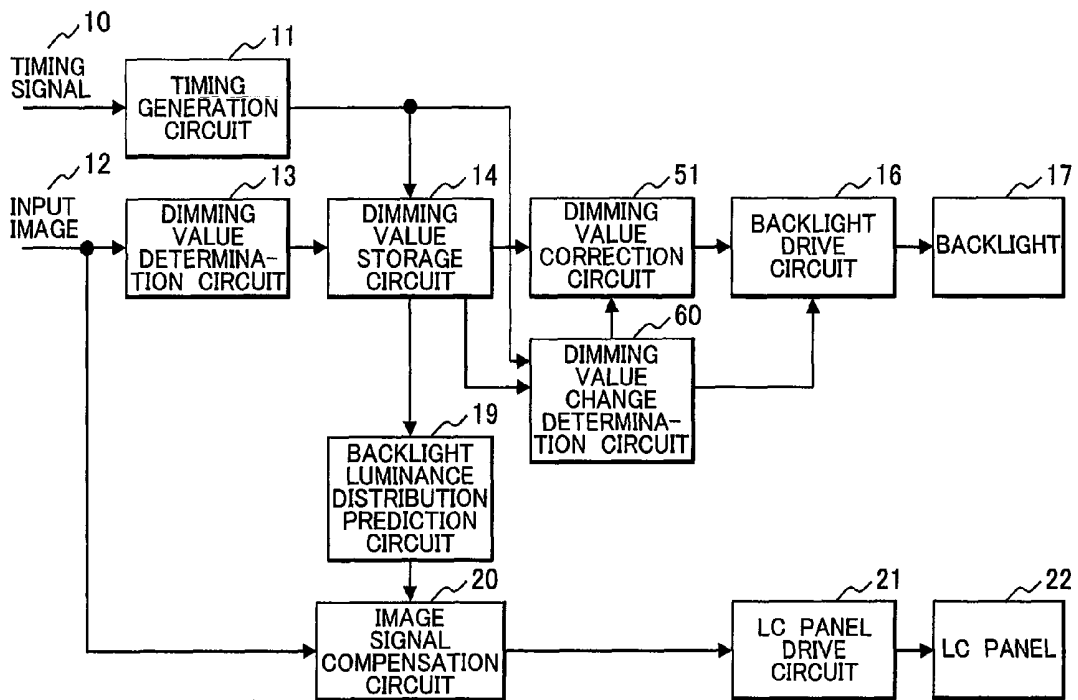 10
TIMING
SIGNAL
11
TIMING
GENERATION
CIRCUIT
12
INPUT
IMAGE
13
DIMMING
VALUE
DETERMINA-
TION CIRCUIT
14
DIMMING
VALUE
STORAGE
CIRCUIT
51
DIMMING
VALUE
CORRECTION
CIRCUIT
16
BACKLIGHT
DRIVE
CIRCUIT
17
BACKLIGHT
60
DIMMING
VALUE
CHANGE
DETERMINA-
TION CIRCUIT
19
BACKLIGHT
LUMINANCE
DISTRIBUTION
PREDICTION
CIRCUIT
20
IMAGE
SIGNAL
COMPENSATION
CIRCUIT
21
LC PANEL
DRIVE
CIRCUIT
22
LC PANEL